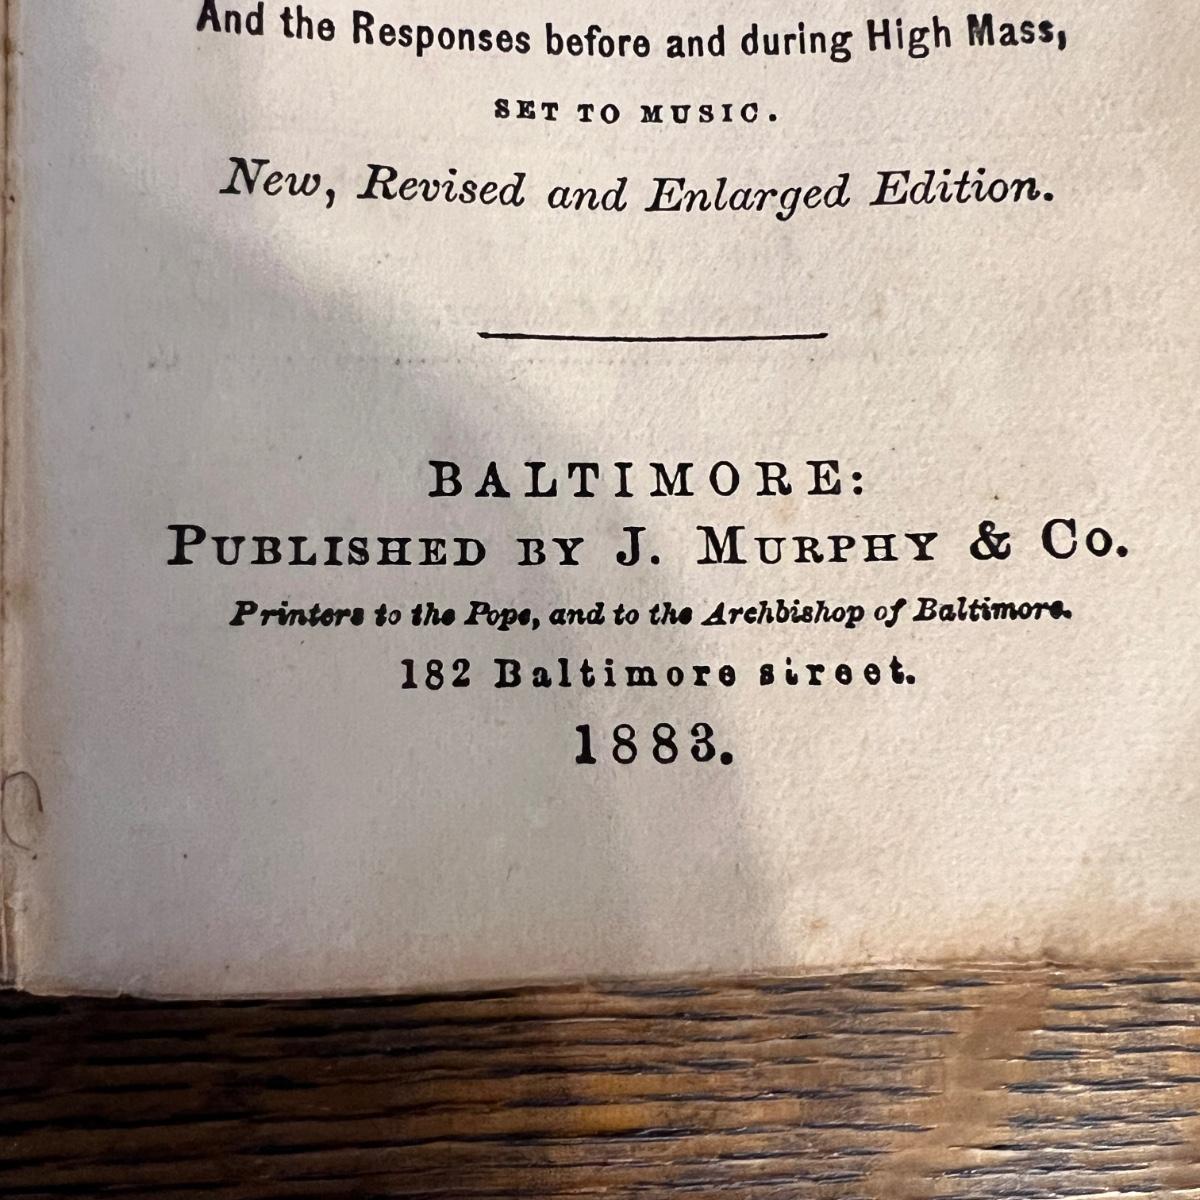 And the Responses before and during High Mass,
SET TO MUSIC.
New, Revised and Enlarged Edition.
BALTIMORE:
PUBLISHED BY J. MURPHY & CO.
Printers to the Pope, and to the Archbishop of Baltimore.
182 Baltimore street.
1883.